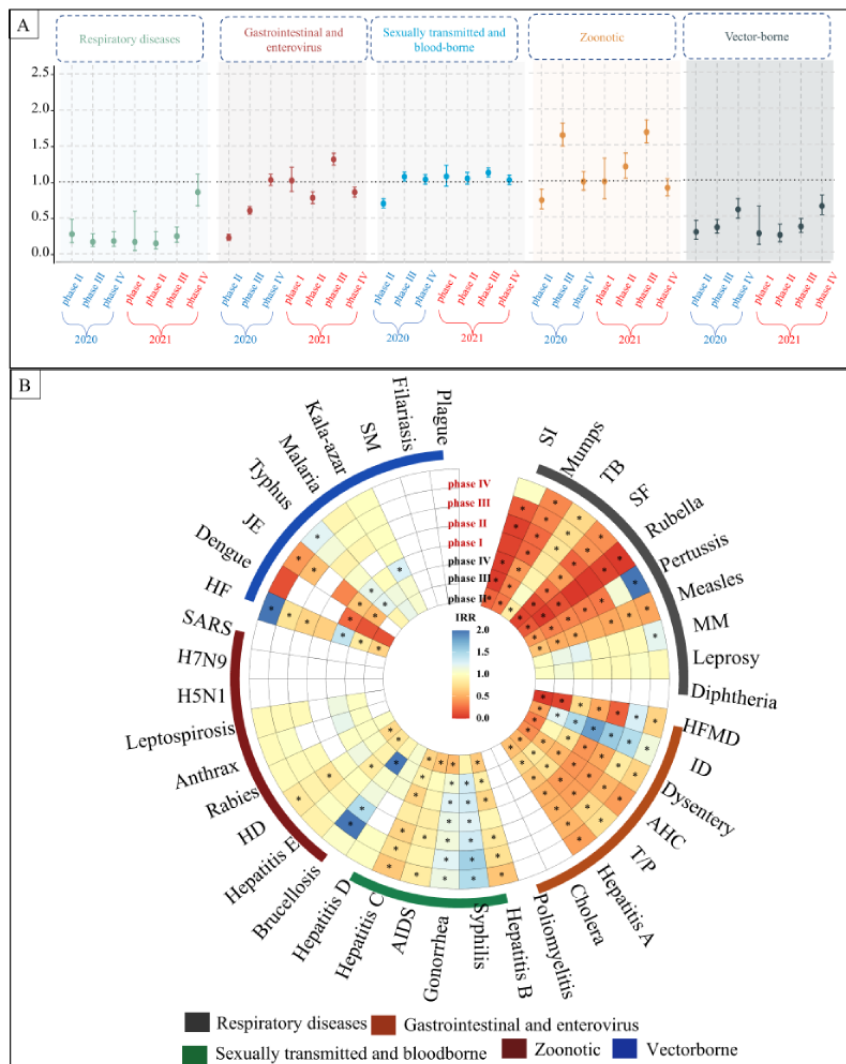 A
Respiratory diseases
Gastrointestinal and
enterovirus
Sexually transmitted and
blood-borne
Zoonotic
Vector-borne
2.5
2.0
1.5
1.0
0.5
0.0
phase II
phase III
phase IV
phase I
phase II
phase III
phase IV
phase II
phase III
phase IV
phase I
phase II
phase III
phase IV
phase II
phase III
phase IV
phase I
phase II
phase III
phase IV
phase II
phase III
phase IV
phase I
phase II
phase III
phase IV
phase II
phase III
phase IV
phase I
phase II
phase III
phase IV
2020
2021
2020
2021
2020
2021
2020
2021
2020
2021
B
Plague
Filariasis
SM
Kala-azar
Malaria
Typhus
JE
Dengue
HF
SARS
H7N9
H5N1
Leptospirosis
Anthrax
Rabies
HD
Hepatitis E
Brucellosis
Hepatitis D
Hepatitis C
AIDS
Gonorrhea
Syphilis
Hepatitis B
Poliomyelitis
Cholera
Hepatitis A
T/P
AHC
Dysentery
ID
HFMD
Diphtheria
Leprosy
MM
Measles
Pertussis
Rubella
SF
TB
Mumps
SI
phase IV
phase III
phase II
phase I
phase IV
phase III
phase II
IRR
2.0
1.5
1.0
0.5
0.0
Respiratory diseases
Gastrointestinal and enterovirus
Sexually transmitted and bloodborne
Zoonotic
Vectorborne